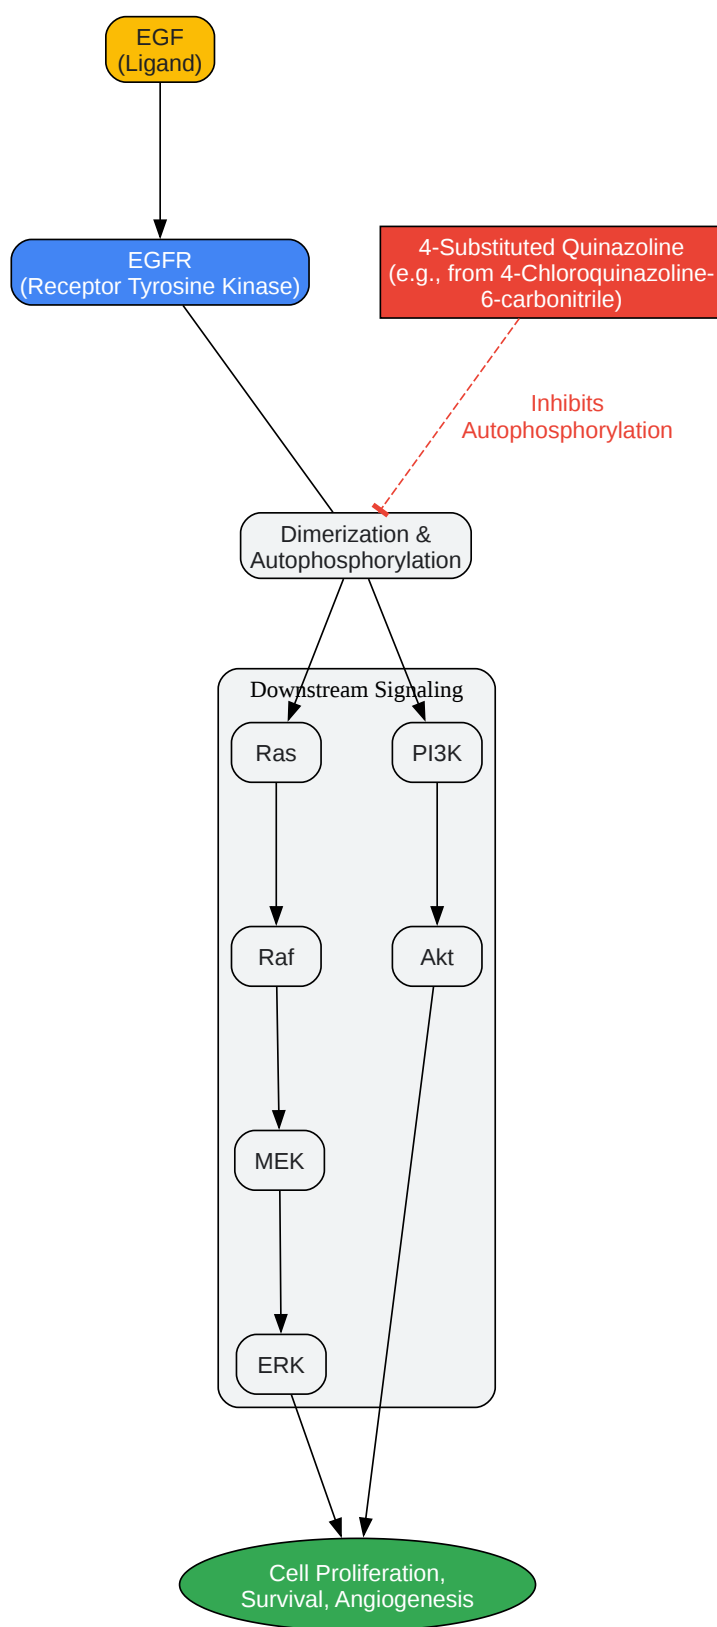 EGF
(Ligand)
EGFR
(Receptor Tyrosine Kinase)
4-Substituted Quinazoline
(e.g., from 4-Chloroquinazoline-
6-carbonitrile)
Inhibits
Autophosphorylation
Dimerization &
Autophosphorylation
Downstream Signaling
Ras
PI3K
Raf
Akt
MEK
ERK
Cell Proliferation,
Survival, Angiogenesis